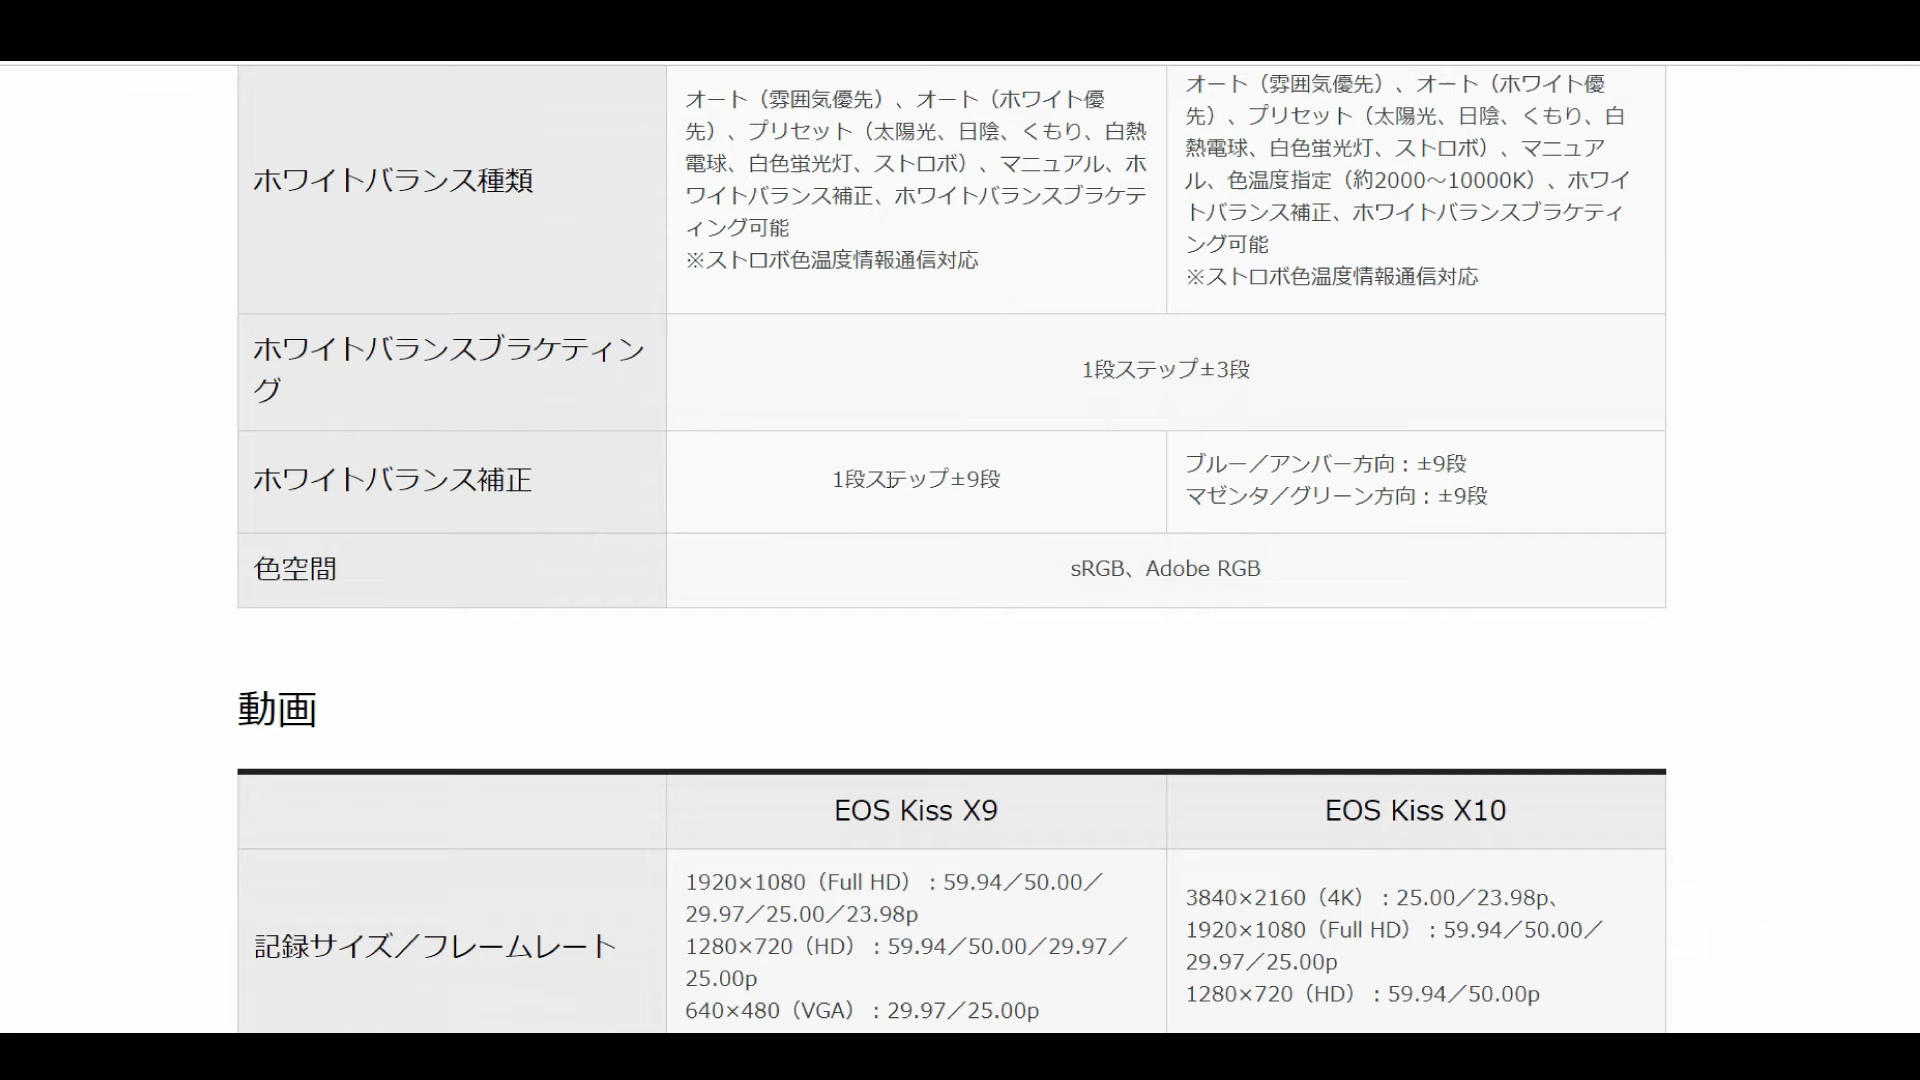 ホワイトバランス種類
オート（雰囲気優先）、オート（ホワイト優
先）、プリセット（太陽光、日陰、くもり、白熱
電球、白色蛍光灯、ストロボ）、マニュアル、ホ
ワイトバランス補正、ホワイトバランスブラケテ
ィング可能
※ストロボ色温度情報通信対応
オート（雰囲気優先）、オート（ホワイト優
先）、プリセット（太陽光、日陰、くもり、白
熱電球、白色蛍光灯、ストロボ）、マニュア
ル、色温度指定（約2000～10000K）、ホワイ
トバランス補正、ホワイトバランスブラケティ
ング可能
※ストロボ色温度情報通信対応
ホワイトバランスブラケティン
グ
1段ステップ±3段
ホワイトバランス補正
1段ステップ±9段
ブルー／アンバー方向：±9段
マゼンタ／グリーン方向：±9段
色空間
sRGB、Adobe RGB
動画
EOS Kiss X9
EOS Kiss X10
記録サイズ／フレームレート
1920×1080（Full HD）：59.94／50.00／
29.97／25.00／23.98p
1280×720（HD）：59.94／50.00／29.97／
25.00p
640×480（VGA）：29.97／25.00p
3840×2160（4K）：25.00／23.98p、
1920×1080（Full HD）：59.94／50.00／
29.97／25.00p
1280×720（HD）：59.94／50.00p